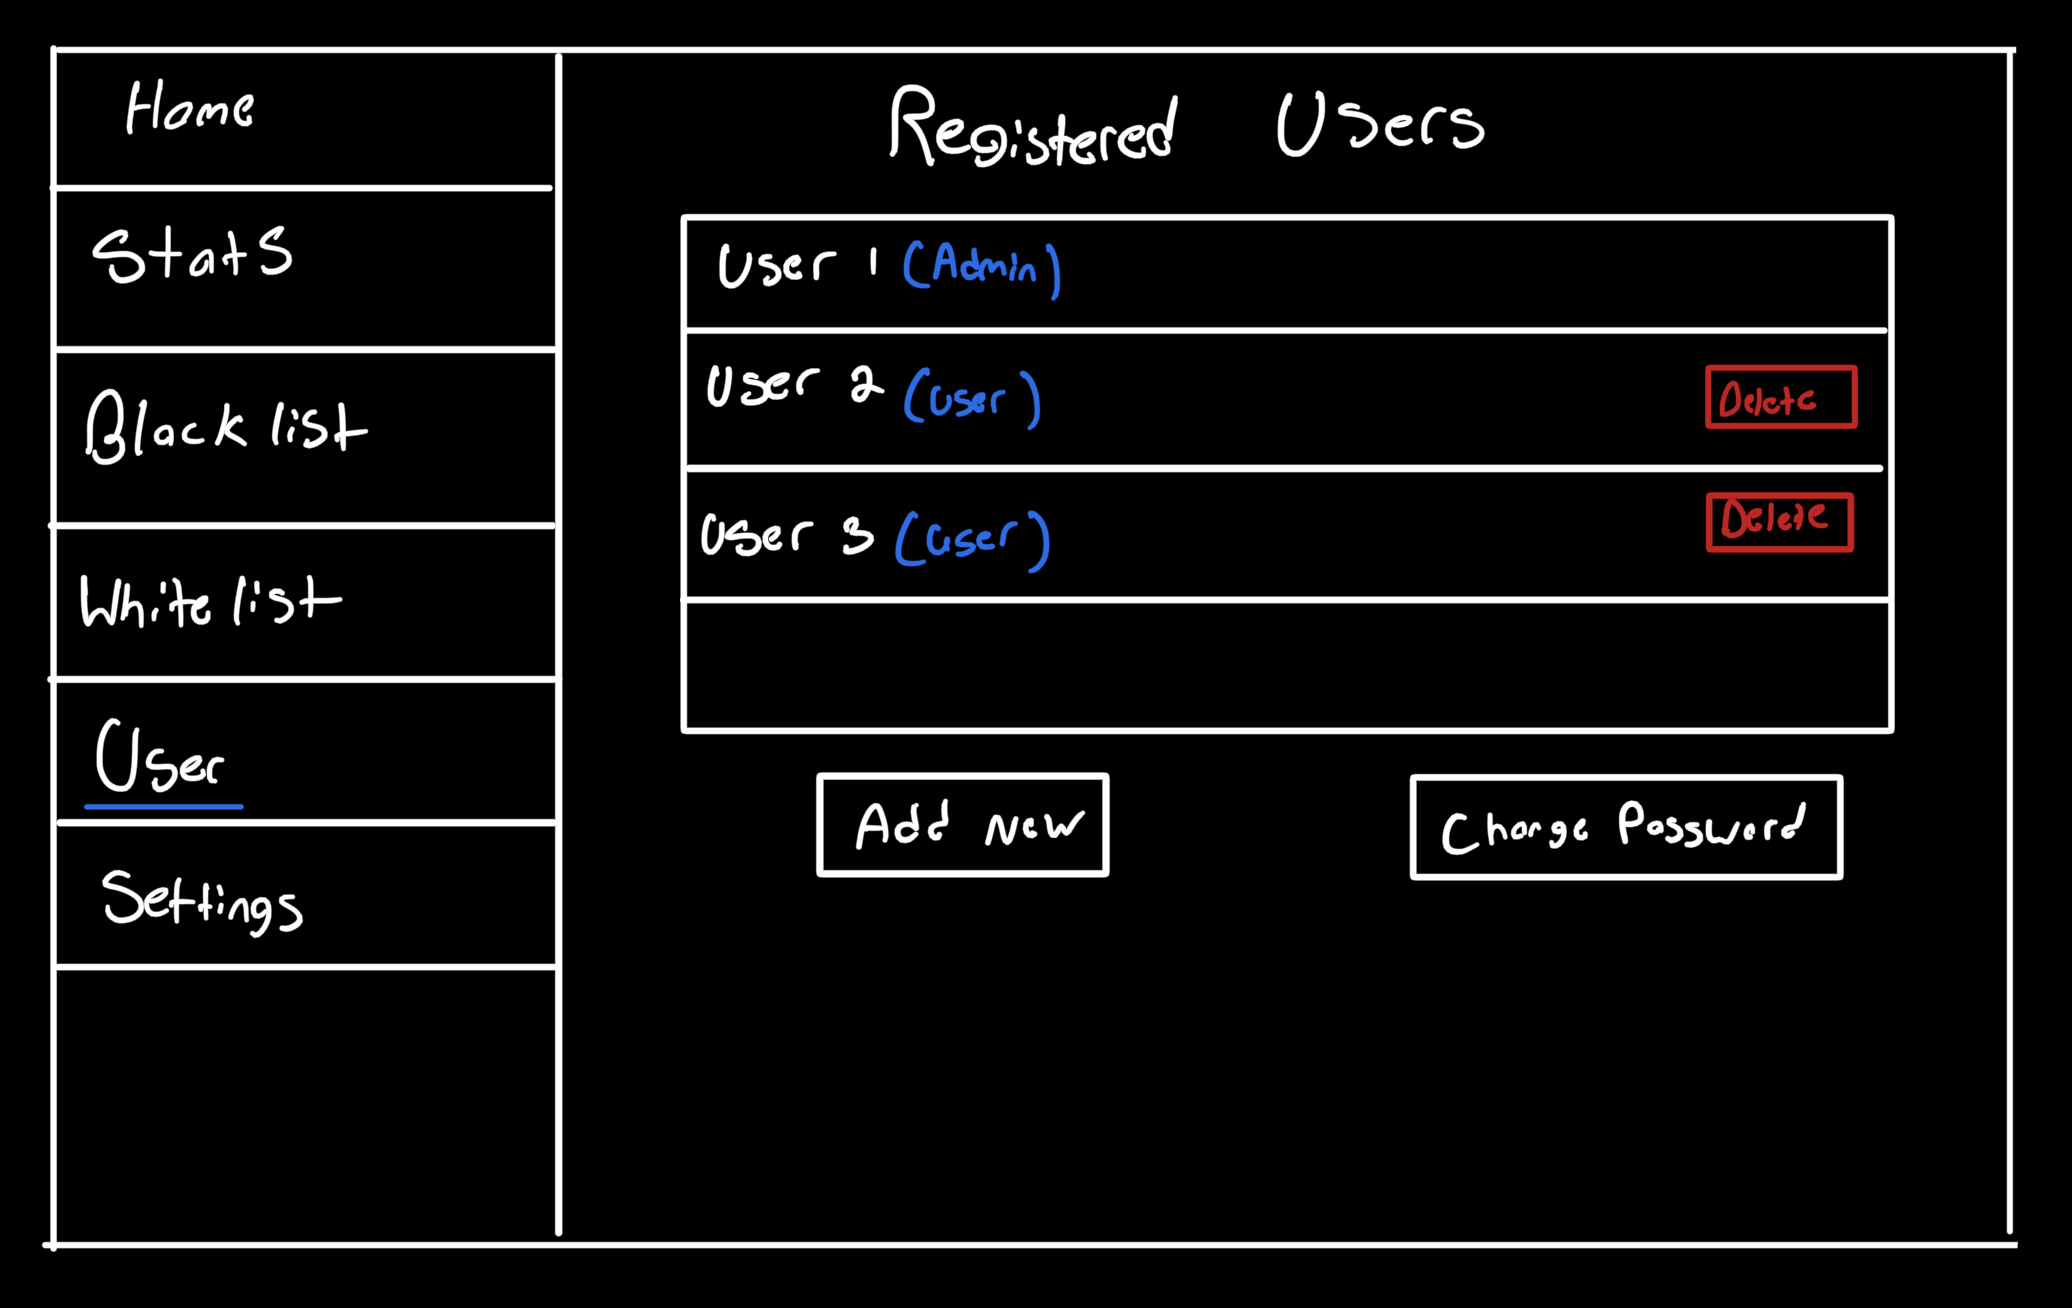 Home
Stats
Black list
White list
User
Settings
Registered Users
User 1 (Admin)
User 2 (user)
Delete
User 3 (user)
Delete
Add New
Change Password